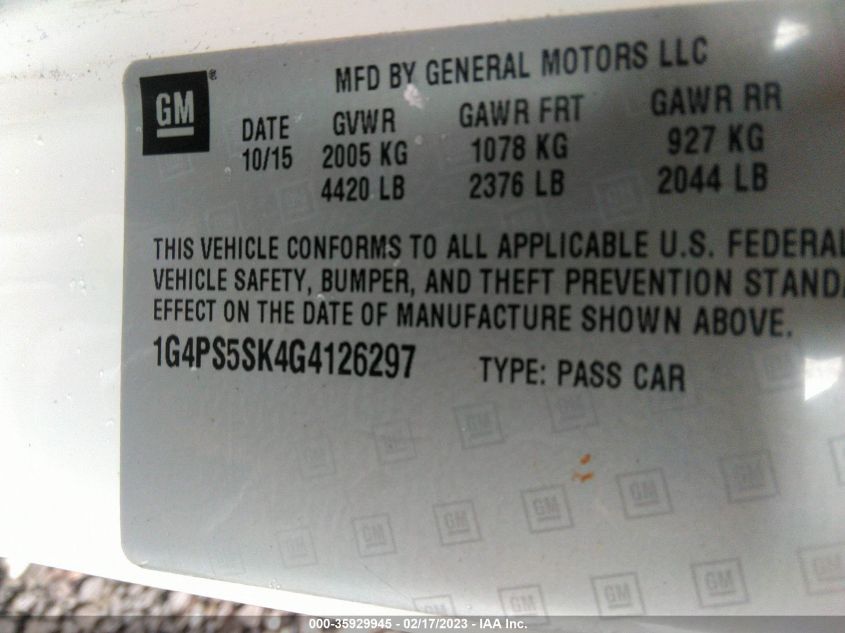 GM®
MFD BY GENERAL MOTORS LLC
DATE GVWR GAWR FRT GAWR RR
10/15 2005 KG 1078 KG 927 KG
4420 LB 2376 LB 2044 LB
THIS VEHICLE CONFORMS TO ALL APPLICABLE U.S. FEDERAL
VEHICLE SAFETY, BUMPER, AND THEFT PREVENTION STANDA
EFFECT ON THE DATE OF MANUFACTURE SHOWN ABOVE.
1G4PS5SK4G4126297 TYPE: PASS CAR
000-35929945 - 02/17/2023 - IAA Inc.